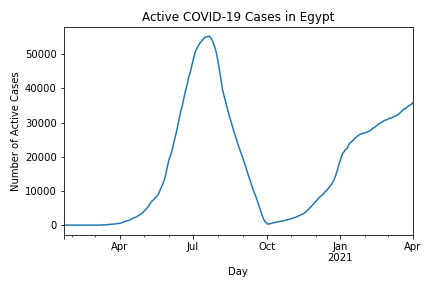 Active COVID-19 Cases in Egypt
Number of Active Cases
50000
40000
30000
20000
10000
0
Apr
Jul
Oct
Jan
2021
Apr
Day